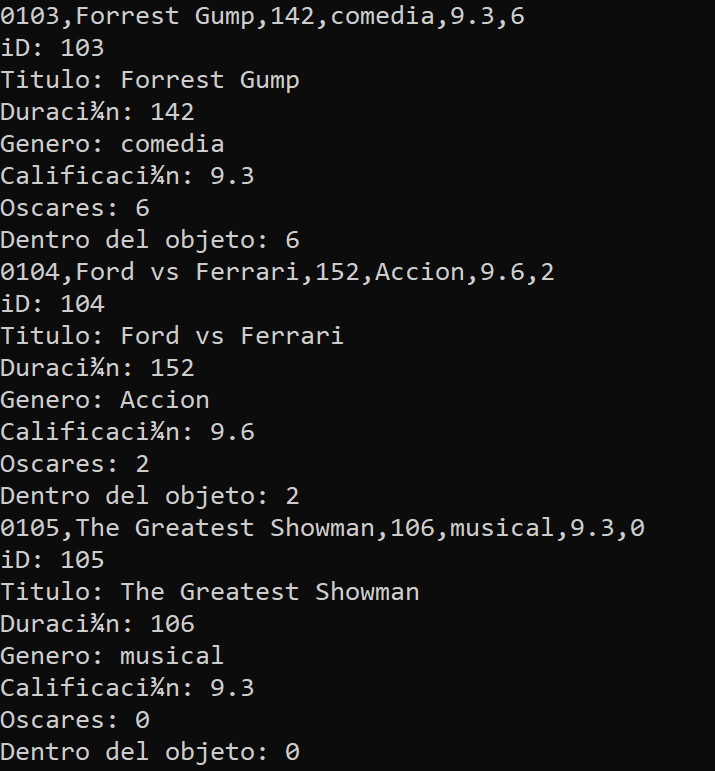 0103,Forrest Gump,142,comedia,9.3,6
iD: 103
Titulo: Forrest Gump
Duraci¾n: 142
Genero: comedia
Calificaci¾n: 9.3
Oscares: 6
Dentro del objeto: 6
0104,Ford vs Ferrari,152,Accion,9.6,2
iD: 104
Titulo: Ford vs Ferrari
Duraci¾n: 152
Genero: Accion
Calificaci¾n: 9.6
Oscares: 2
Dentro del objeto: 2
0105,The Greatest Showman,106,musical,9.3,0
iD: 105
Titulo: The Greatest Showman
Duraci¾n: 106
Genero: musical
Calificaci¾n: 9.3
Oscares: 0
Dentro del objeto: 0